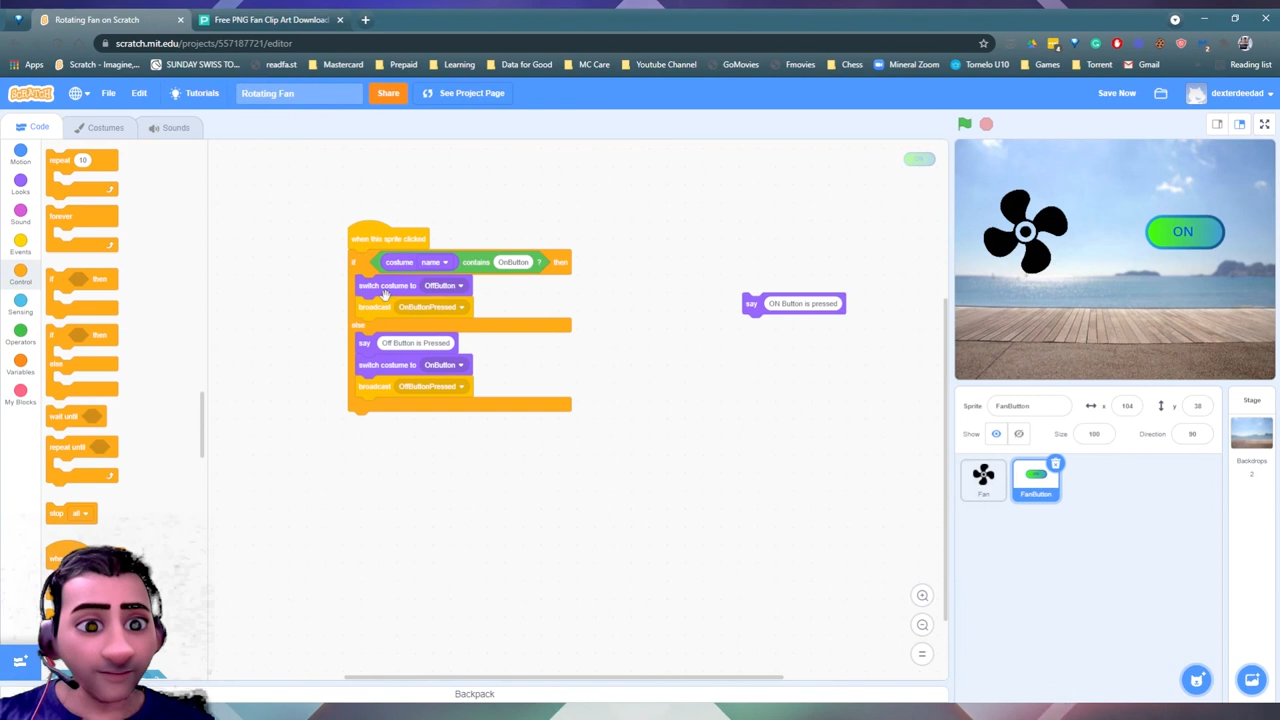 Rotating Fan on Scratch
Free PNG Fan Clip Art Download
scratch.mit.edu/projects/557187721/editor
Apps
Scratch - Imagine,...
SUNDAY SWISS TO...
readfa.st
Mastercard
Prepaid
Learning
Data for Good
MC Care
Youtube Channel
GoMovies
Fmovies
Chess
Mineral Zoom
Tornelo U10
Games
Torrent
Gmail
Reading list
SCRATCH
File
Edit
Tutorials
Rotating Fan
Share
See Project Page
Save Now
dexterdeedad
Code
Costumes
Sounds
Motion
Looks
Sound
Events
Control
Sensing
Operators
Variables
My Blocks
repeat 10
forever
if then
if then
else
wait until
repeat until
stop all
when this sprite clicked
if costume name contains OnButton ? then
switch costume to OffButton
broadcast OnButtonPressed
else
say Off Button is Pressed
switch costume to OnButton
broadcast OffButtonPressed
say ON Button is pressed
ON
Sprite FanButton x 104 y 38
Show Size 100 Direction 90
Fan
FanButton
Stage
Backdrops
2
Backpack